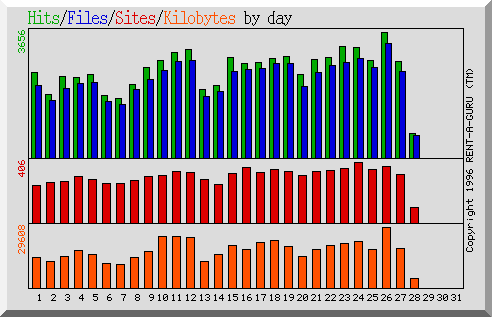 Hits/Files/Sites/Kilobytes by day
3656
406
29608
Copyright 1996 RENT-A-GURU (TM)
1 2 3 4 5 6 7 8 9 10 11 12 13 14 15 16 17 18 19 20 21 22 23 24 25 26 27 28 29 30 31